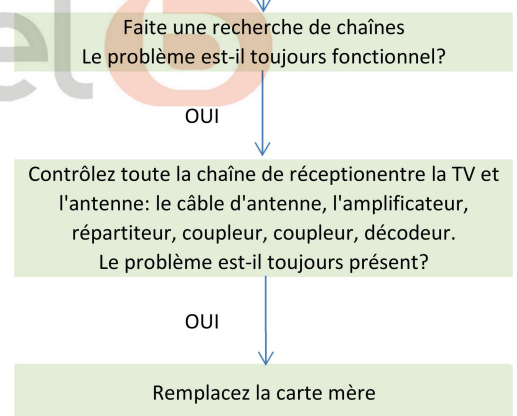 Faite une recherche de chaînes
Le problème est-il toujours fonctionnel?
OUI
Contrôlez toute la chaîne de réceptionentre la TV et
l'antenne: le câble d'antenne, l'amplificateur,
répartiteur, coupleur, coupleur, décodeur.
Le problème est-il toujours présent?
OUI
Remplacez la carte mère